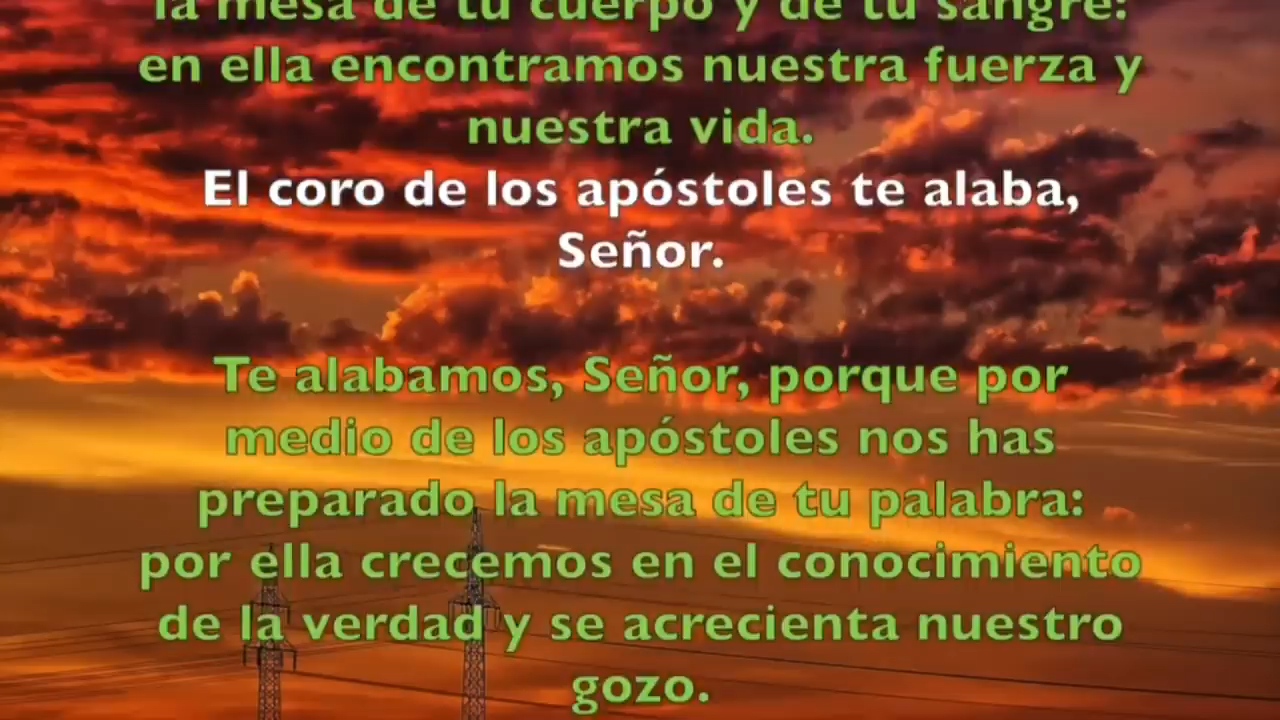 la mesa de tu cuerpo y de tu sangre:
en ella encontramos nuestra fuerza y
nuestra vida.
El coro de los apóstoles te alaba,
Señor.
Te alabamos, Señor, porque por
medio de los apóstoles nos has
preparado la mesa de tu palabra:
por ella crecemos en el conocimiento
de la verdad y se acrecienta nuestro
gozo.